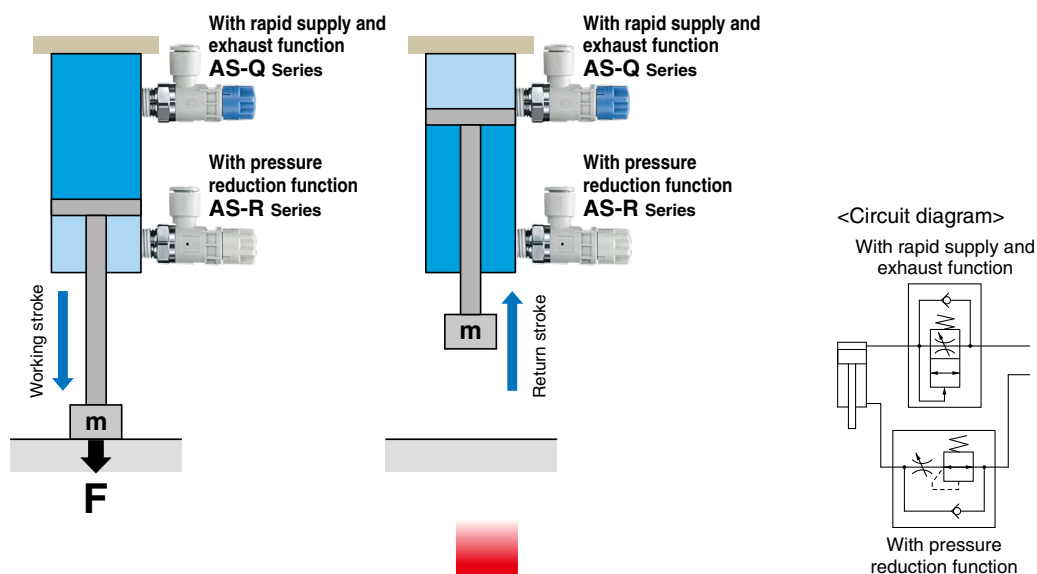 With rapid supply and
exhaust function
AS-Q Series
With pressure
reduction function
AS-R Series
Working stroke
m
F
With rapid supply and
exhaust function
AS-Q Series
With pressure
reduction function
AS-R Series
m
Return stroke
<Circuit diagram>
With rapid supply and
exhaust function
With pressure
reduction function